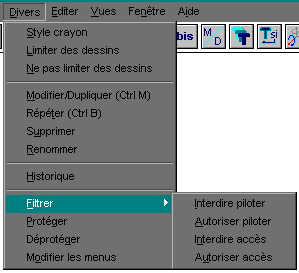 Divers Editer Vues Fenêtre Aide
bis M/D Tsi
Style crayon
Limiter des dessins
Ne pas limiter des dessins
Modifier/Dupliquer (Ctrl M)
Répéter (Ctrl B)
Supprimer
Renommer
Historique
Filtrer Interdire piloter
Protéger Autoriser piloter
Déprotéger Interdire accès
Modifier les menus Autoriser accès